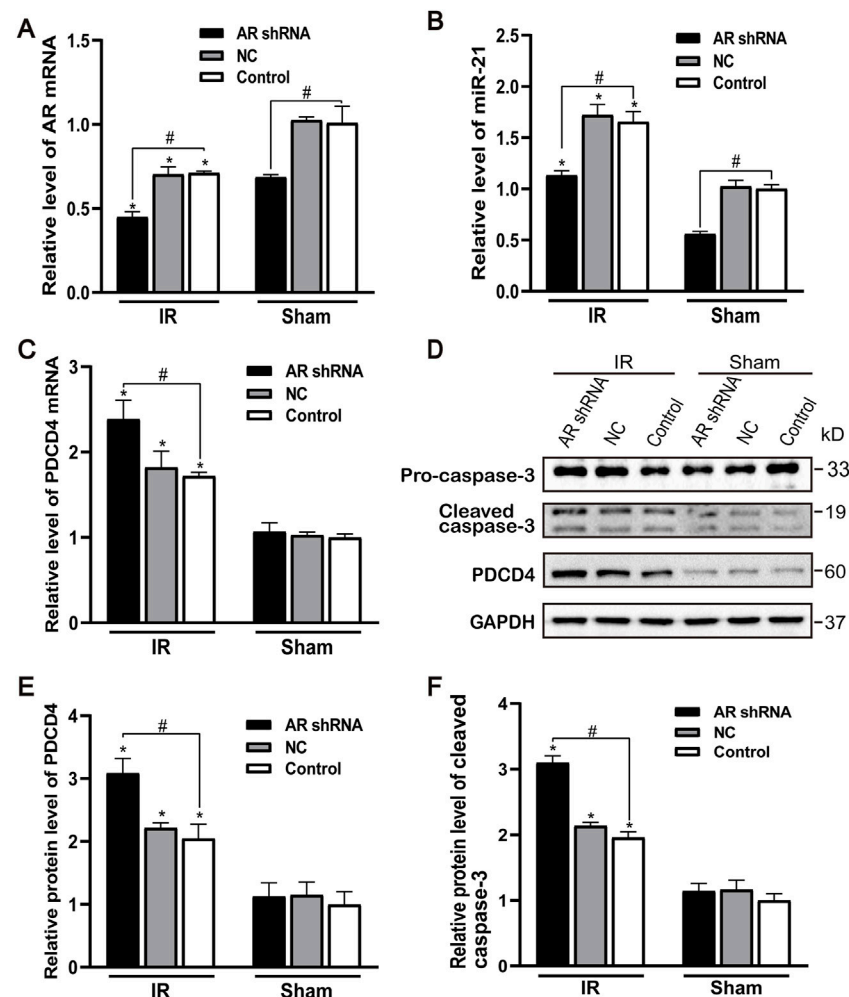 A
Relative level of AR mRNA
1.5
1.0
0.5
0.0
AR shRNA
NC
Control
#
#
*
*
*
IR
Sham
B
Relative level of miR-21
2.5
2.0
1.5
1.0
0.5
0.0
AR shRNA
NC
Control
#
#
*
*
*
IR
Sham
C
Relative level of PDCD4 mRNA
3
2
1
0
AR shRNA
NC
Control
#
*
*
*
IR
Sham
D
IR
Sham
AR shRNA
NC
Control
AR shRNA
NC
Control
kD
Pro-caspase-3
33
Cleaved
caspase-3
19
PDCD4
60
GAPDH
37
E
Relative protein level of PDCD4
4
3
2
1
0
AR shRNA
NC
Control
#
*
*
*
IR
Sham
F
Relative protein level of cleaved
caspase-3
4
3
2
1
0
AR shRNA
NC
Control
#
*
*
*
IR
Sham